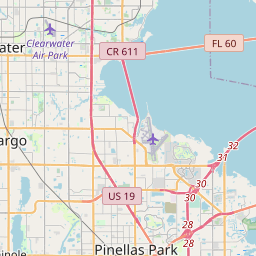 Clearwater
Air Park
CR 611
FL 60
ater
argo
32
31
30
30
US 19
28
28
Pinellas Park
nole